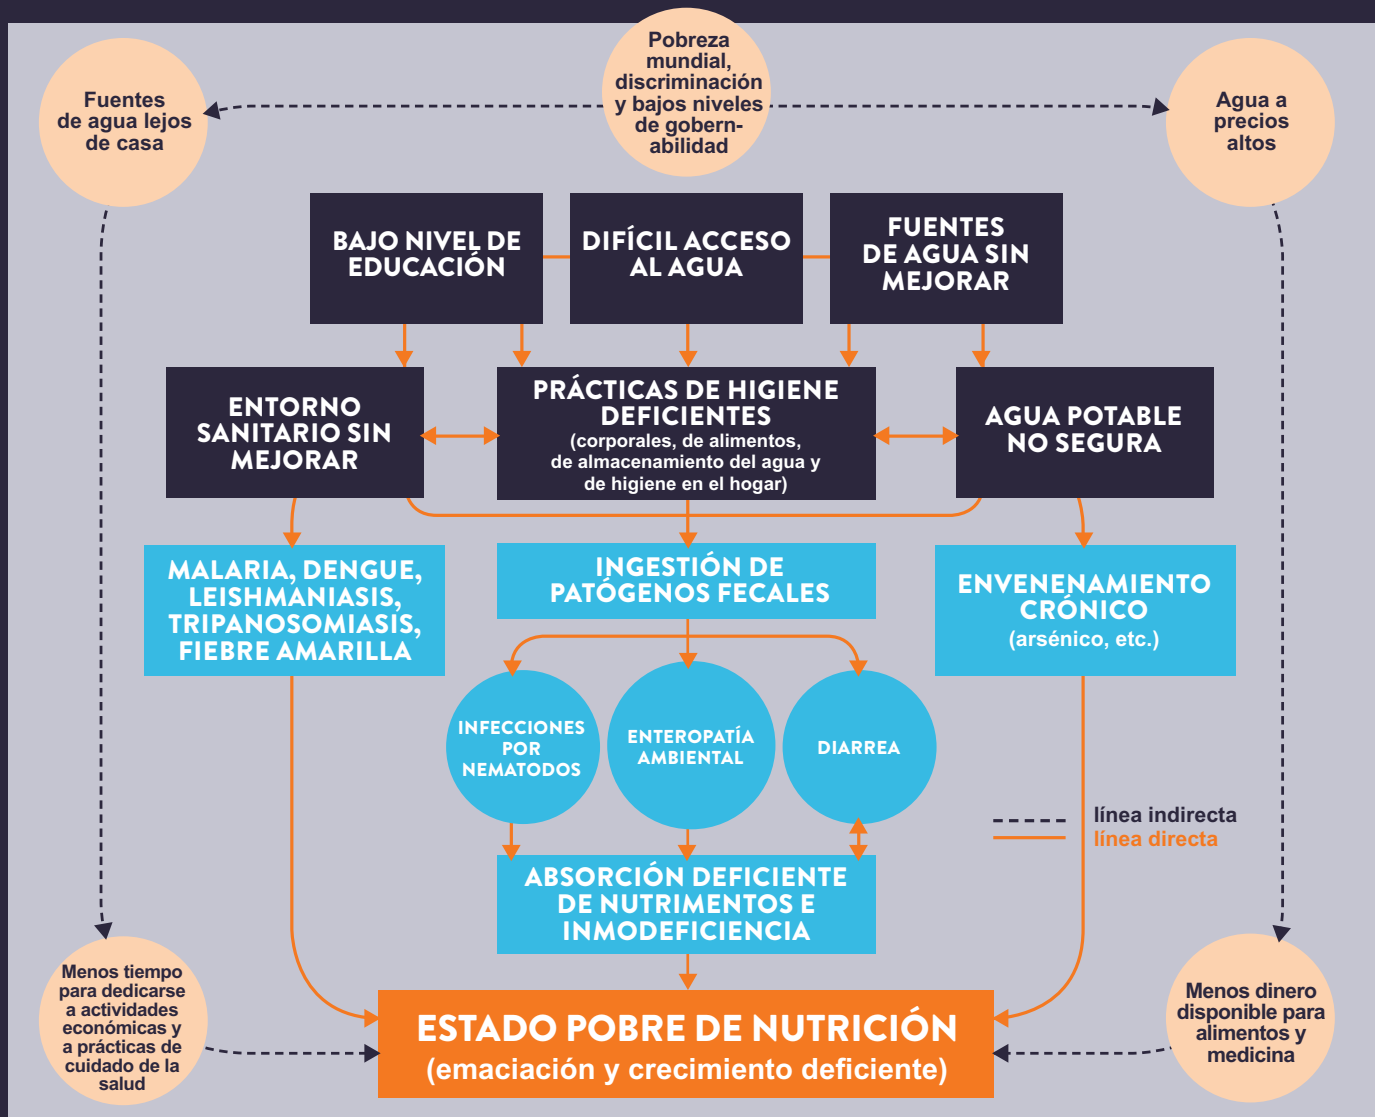 Pobreza
mundial,
discriminación
y bajos niveles
de gobern-
abilidad
Fuentes
de agua lejos
de casa
Agua a
precios
altos
BAJO NIVEL DE
EDUCACIÓN
DIFÍCIL ACCESO
AL AGUA
FUENTES
DE AGUA SIN
MEJORAR
ENTORNO
SANITARIO SIN
MEJORAR
PRÁCTICAS DE HIGIENE
DEFICIENTES
(corporales, de alimentos,
de almacenamiento del agua y
de higiene en el hogar)
AGUA POTABLE
NO SEGURA
MALARIA, DENGUE,
LEISHMANIASIS,
TRIPANOSOMIASIS,
FIEBRE AMARILLA
INGESTIÓN DE
PATÓGENOS FECALES
ENVENENAMIENTO
CRÓNICO
(arsénico, etc.)
INFECCIONES
POR
NEMATODOS
ENTEROPATÍA
AMBIENTAL
DIARREA
línea indirecta
línea directa
ABSORCIÓN DEFICIENTE
DE NUTRIMENTOS E
INMODEFICIENCIA
Menos tiempo
para dedicarse
a actividades
económicas y
a prácticas de
cuidado de la
salud
ESTADO POBRE DE NUTRICIÓN
(emaciación y crecimiento deficiente)
Menos dinero
disponible para
alimentos y
medicina